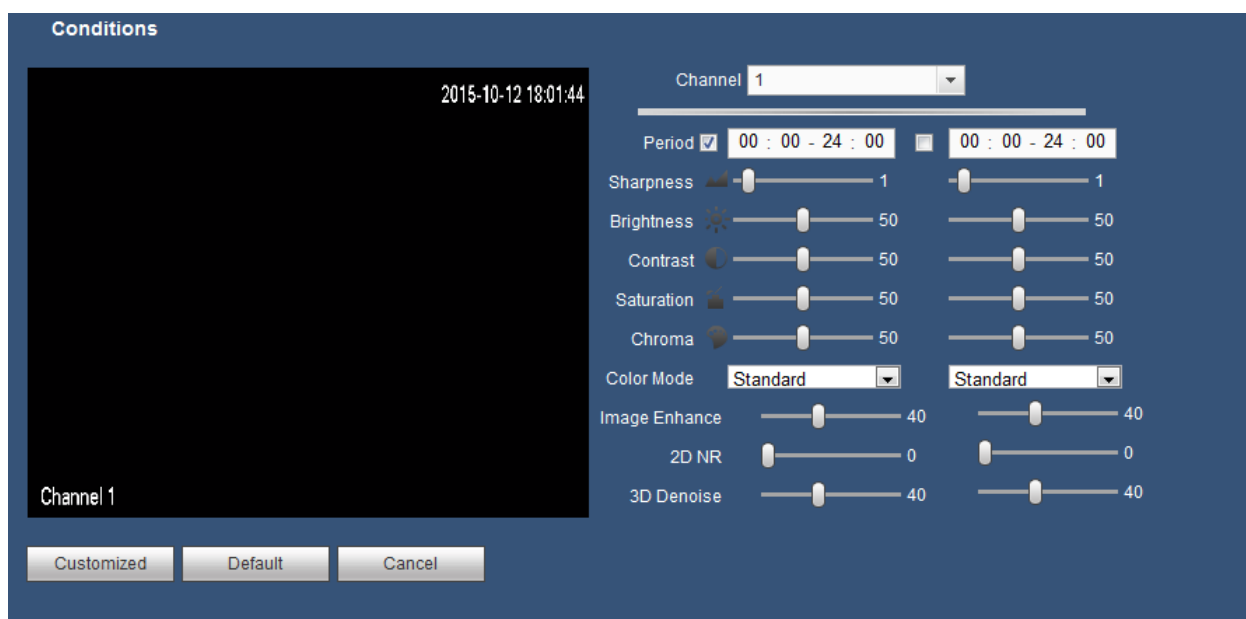 Conditions
2015-10-12 18:01:44
Channel 1
Channel 1
Period 00 : 00 - 24 : 00 00 : 00 - 24 : 00
Sharpness 1 1
Brightness 50 50
Contrast 50 50
Saturation 50 50
Chroma 50 50
Color Mode Standard Standard
Image Enhance 40 40
2D NR 0 0
3D Denoise 40 40
Customized Default Cancel